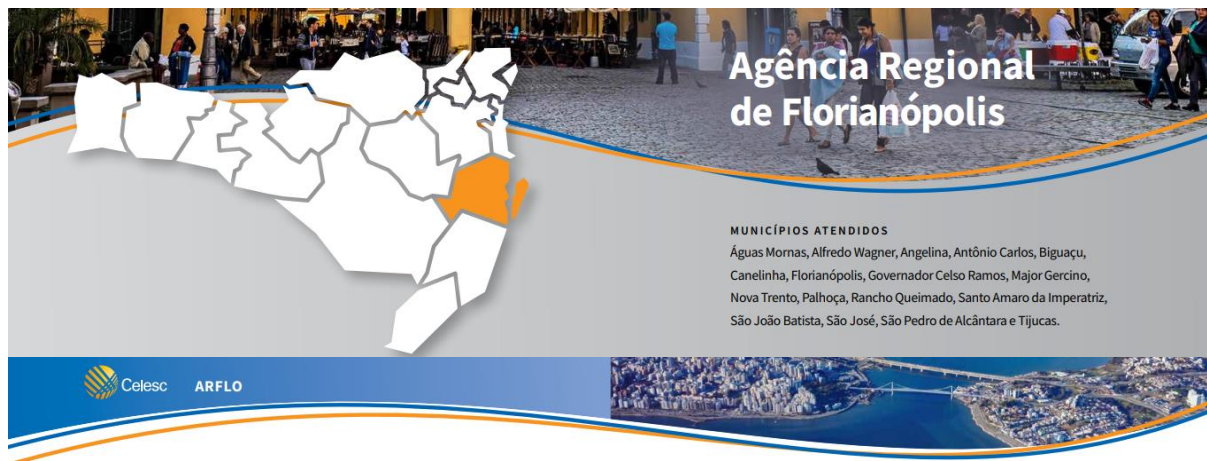 Agência Regional
de Florianópolis
MUNICÍPIOS ATENDIDOS
Águas Mornas, Alfredo Wagner, Angelina, Antônio Carlos, Biguaçu,
Canelinha, Florianópolis, Governador Celso Ramos, Major Gercino,
Nova Trento, Palhoça, Rancho Queimado, Santo Amaro da Imperatriz,
São João Batista, São José, São Pedro de Alcântara e Tijucas.
Celesc ARFLO